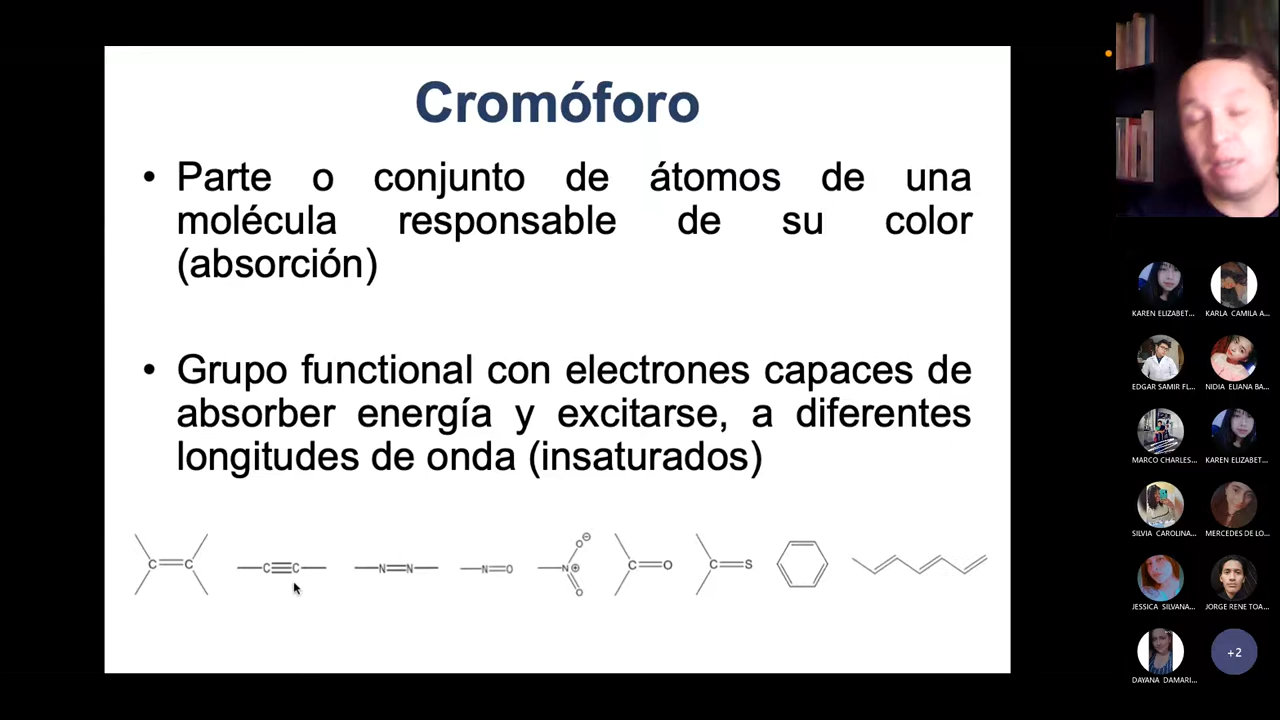 Cromóforo
• Parte o conjunto de átomos de una
molécula responsable de su color
(absorción)
• Grupo functional con electrones capaces de
absorber energía y excitarse, a diferentes
longitudes de onda (insaturados)
C C
C C
N N
N O
N ⊕ O ⊖ O
C O
C S
KAREN ELIZABET... KARLA CAMILA A...
EDGAR SAMIR FL... NIDIA ELIANA BA...
MARCO CHARLES... KAREN ELIZABET...
SILVIA CAROLINA... MERCEDES DE LO...
JESSICA SILVANA... JORGE RENE TOA...
+2
DAYANA DAMARI...